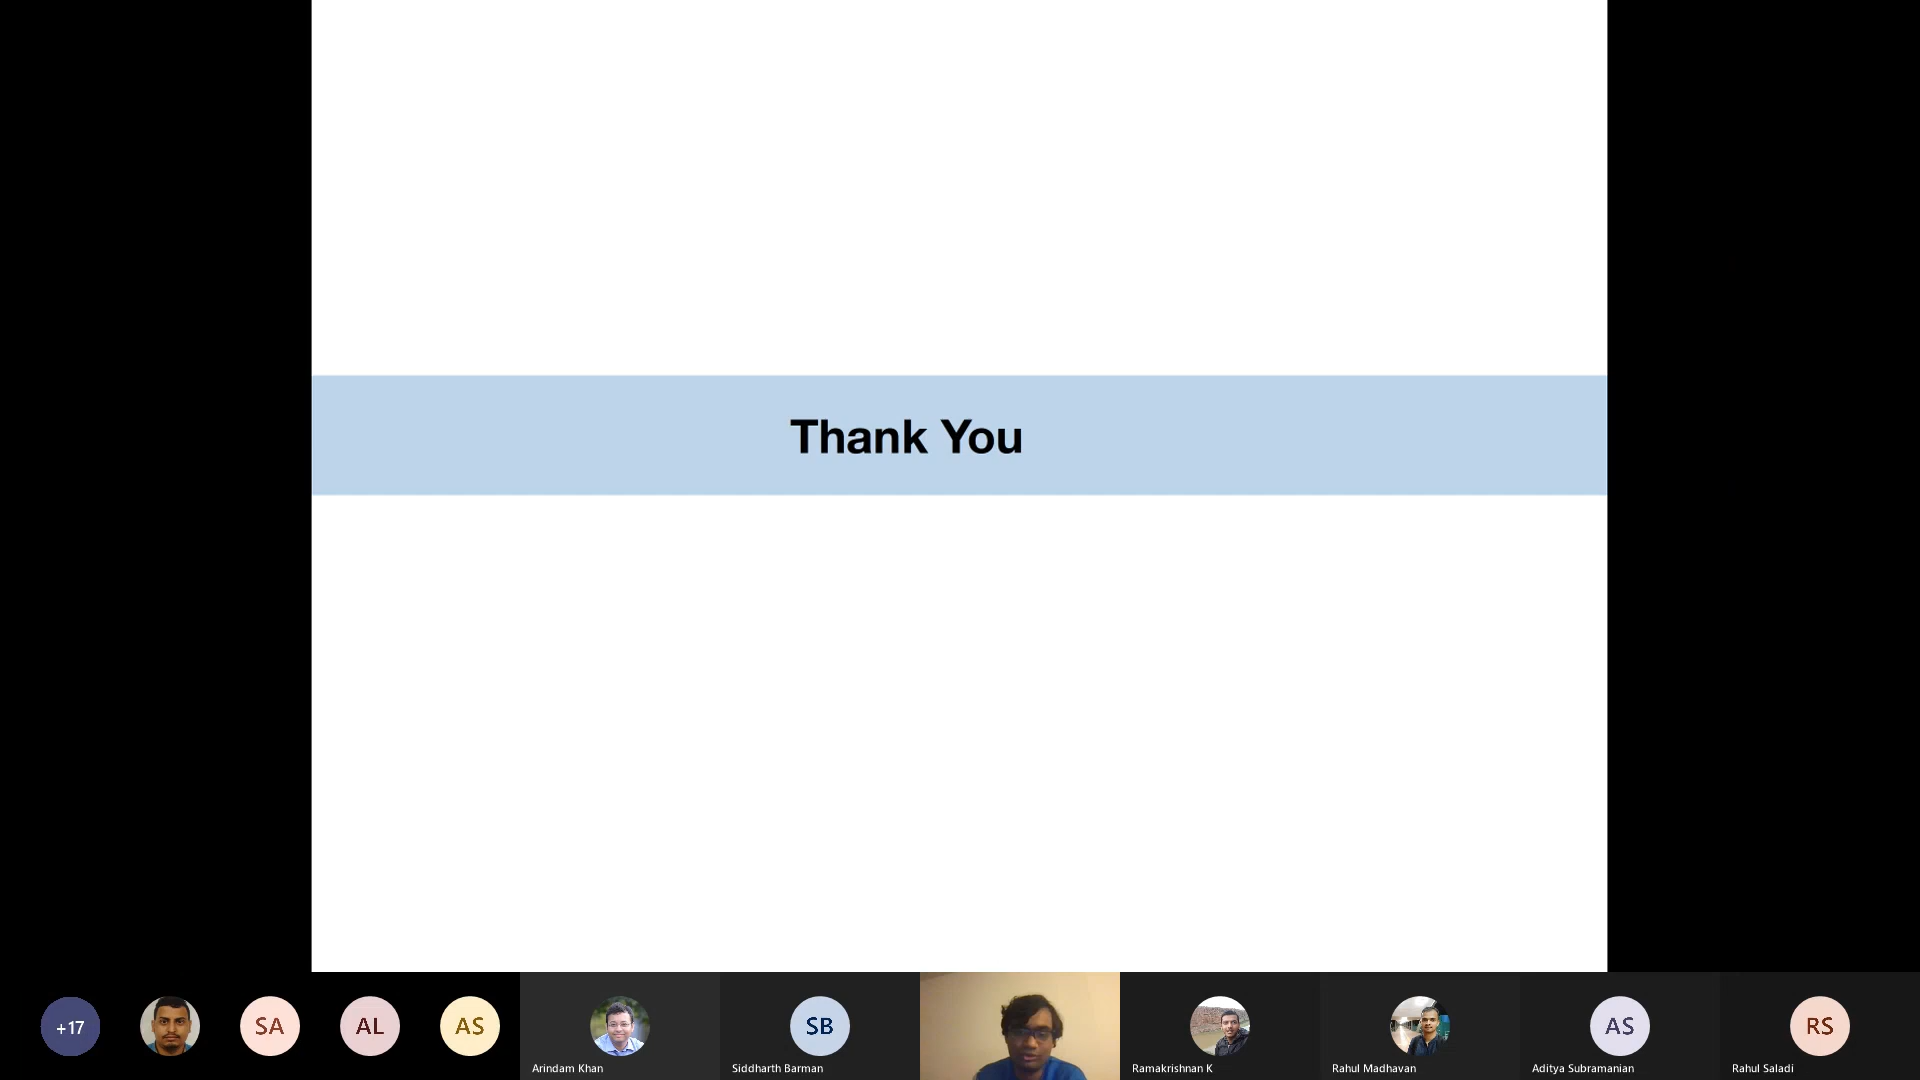 Thank You
+17
SA
AL
AS
Arindam Khan
SB
Siddharth Barman
Ramakrishnan K
Rahul Madhavan
AS
Aditya Subramanian
RS
Rahul Saladi